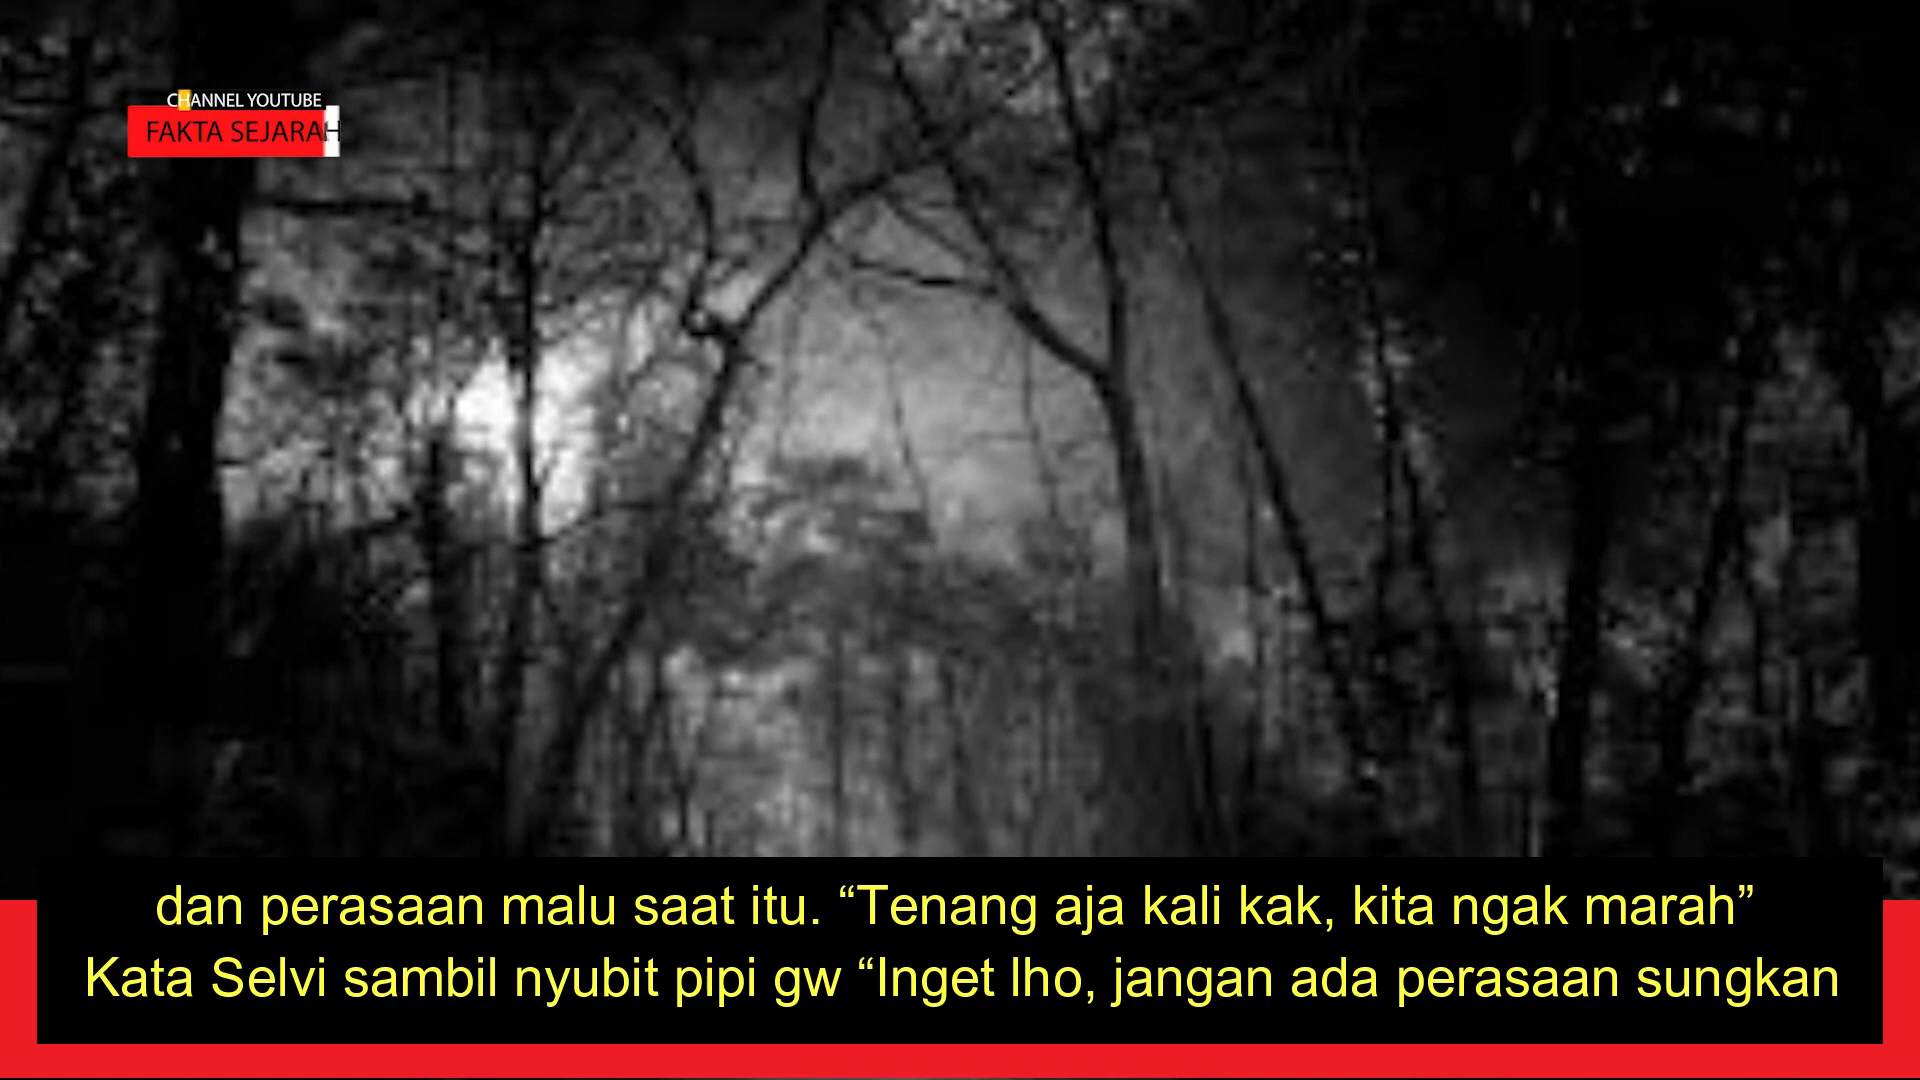 CHANNEL YOUTUBE
FAKTA SEJARAH
dan perasaan malu saat itu. “Tenang aja kali kak, kita ngak marah”
Kata Selvi sambil nyubit pipi gw “Inget lho, jangan ada perasaan sungkan